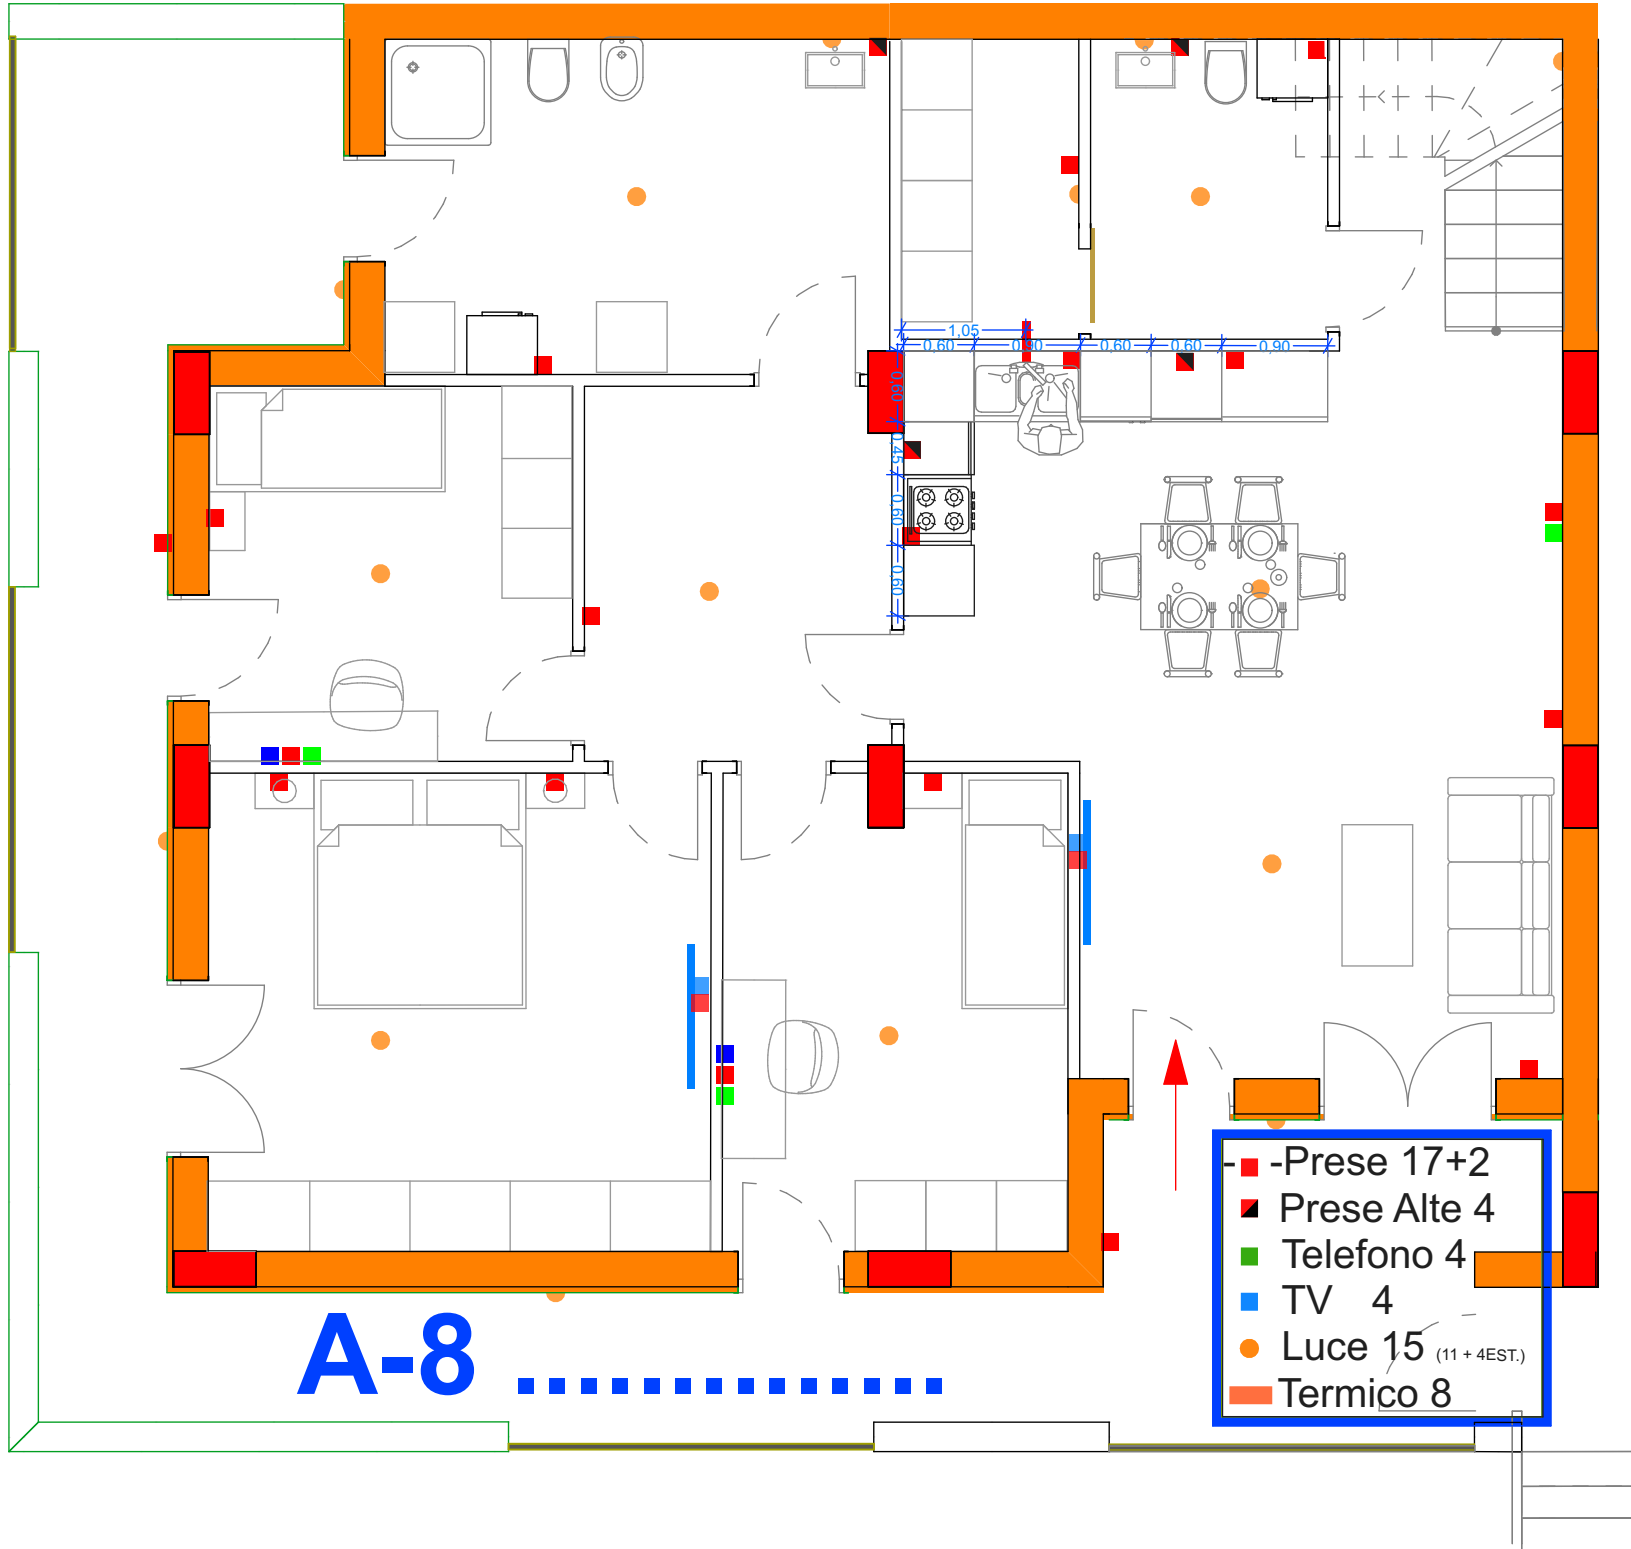 1,05
0,60 0,90 0,60 0,60 0,90
0,60
0,45
0,60
0,60
- -Prese 17+2
Prese Alte 4
Telefono 4
TV 4
Luce 15 (11 + 4EST.)
Termico 8
A-8